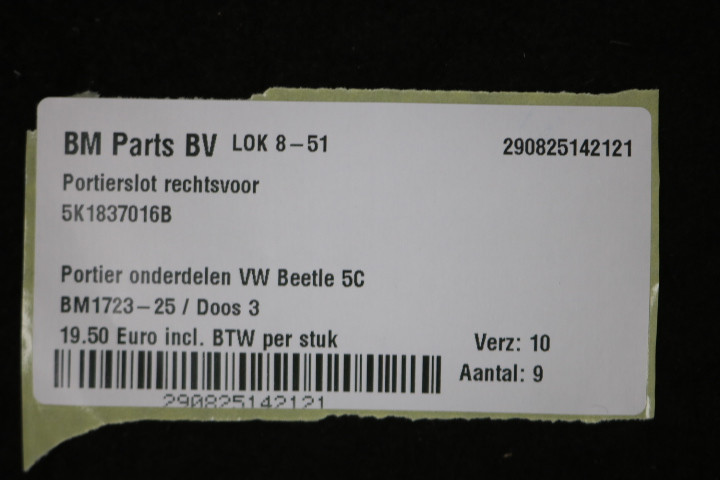 BM Parts BV LOK 8-51 290825142121
Portierslot rechtsvoor
5K1837016B
Portier onderdelen VW Beetle 5C
BM1723-25 / Doos 3
19.50 Euro incl. BTW per stuk Verz: 10
Aantal: 9
290825142121